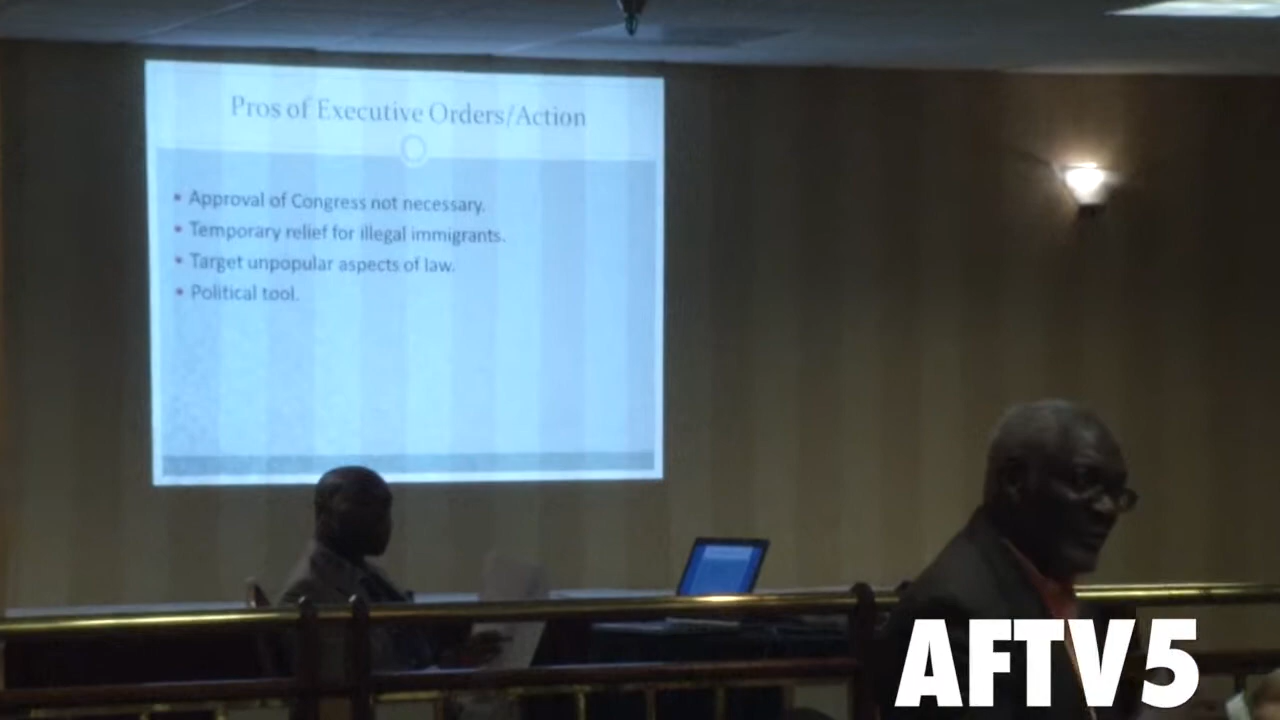 Pros of Executive Orders/Action
• Approval of Congress not necessary.
• Temporary relief for illegal immigrants.
• Target unpopular aspects of law.
• Political tool.
AFTV5